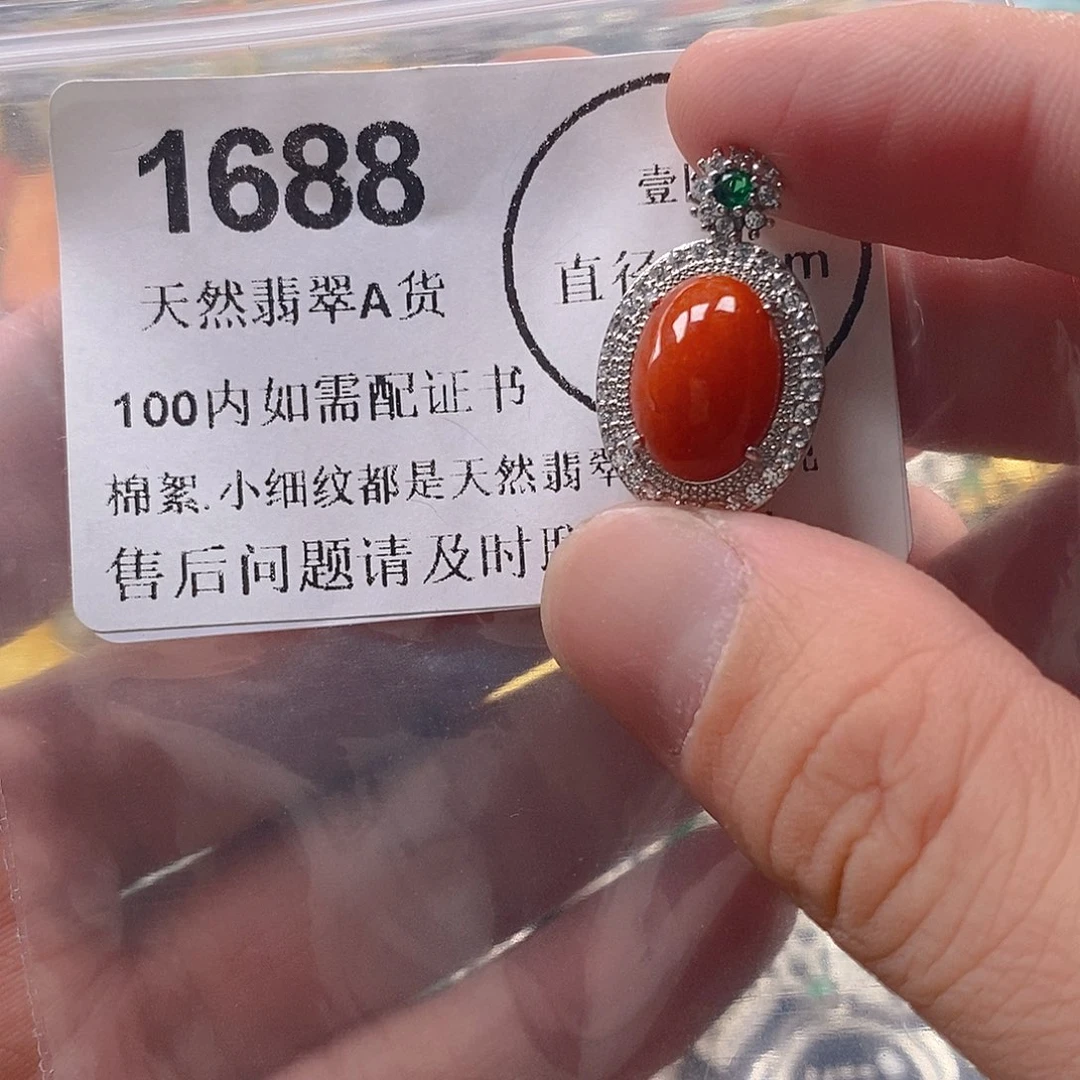 1688
天然翡翠A货
100内如需配证书
棉絮.小细纹都是天然翡翠
售后问题请及时
壹
直径 m